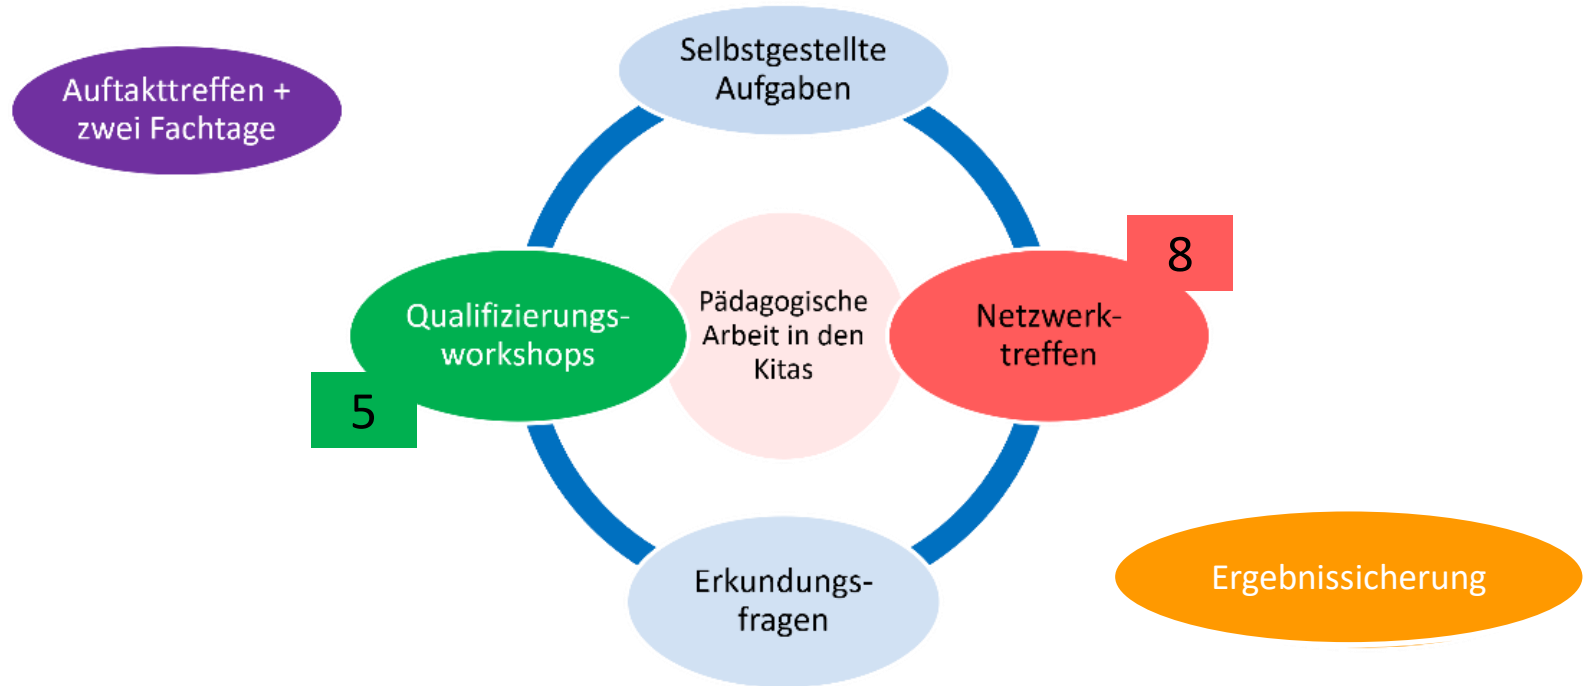 Selbstgestellte
Aufgaben
Auftakttreffen +
zwei Fachtage
8
Qualifizierungs-
workshops
5
Pädagogische
Arbeit in den
Kitas
Netzwerk-
treffen
Erkundungs-
fragen
Ergebnissicherung